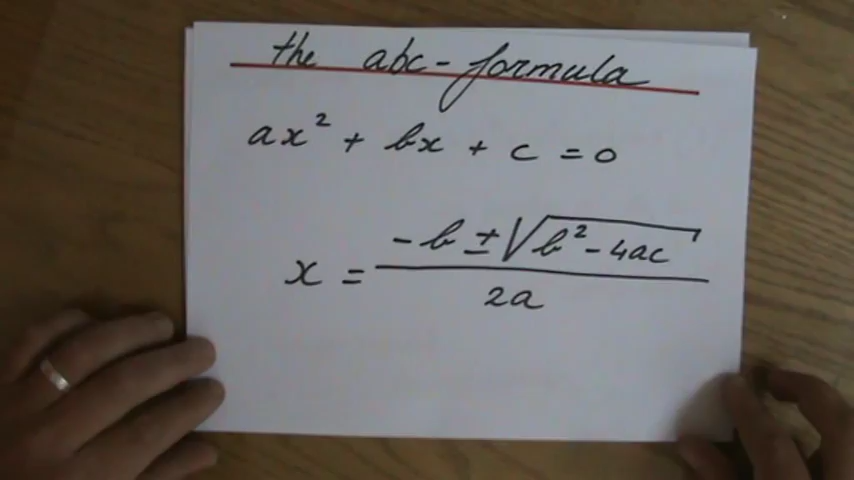 the abc-formula
ax² + bx + c = 0
x = (-b ± √(b² - 4ac)) / 2a